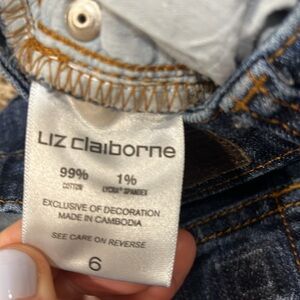 Liz claiborne
99% 1%
COTTON LYCRA® SPANDEX
EXCLUSIVE OF DECORATION
MADE IN CAMBODIA
SEE CARE ON REVERSE
6